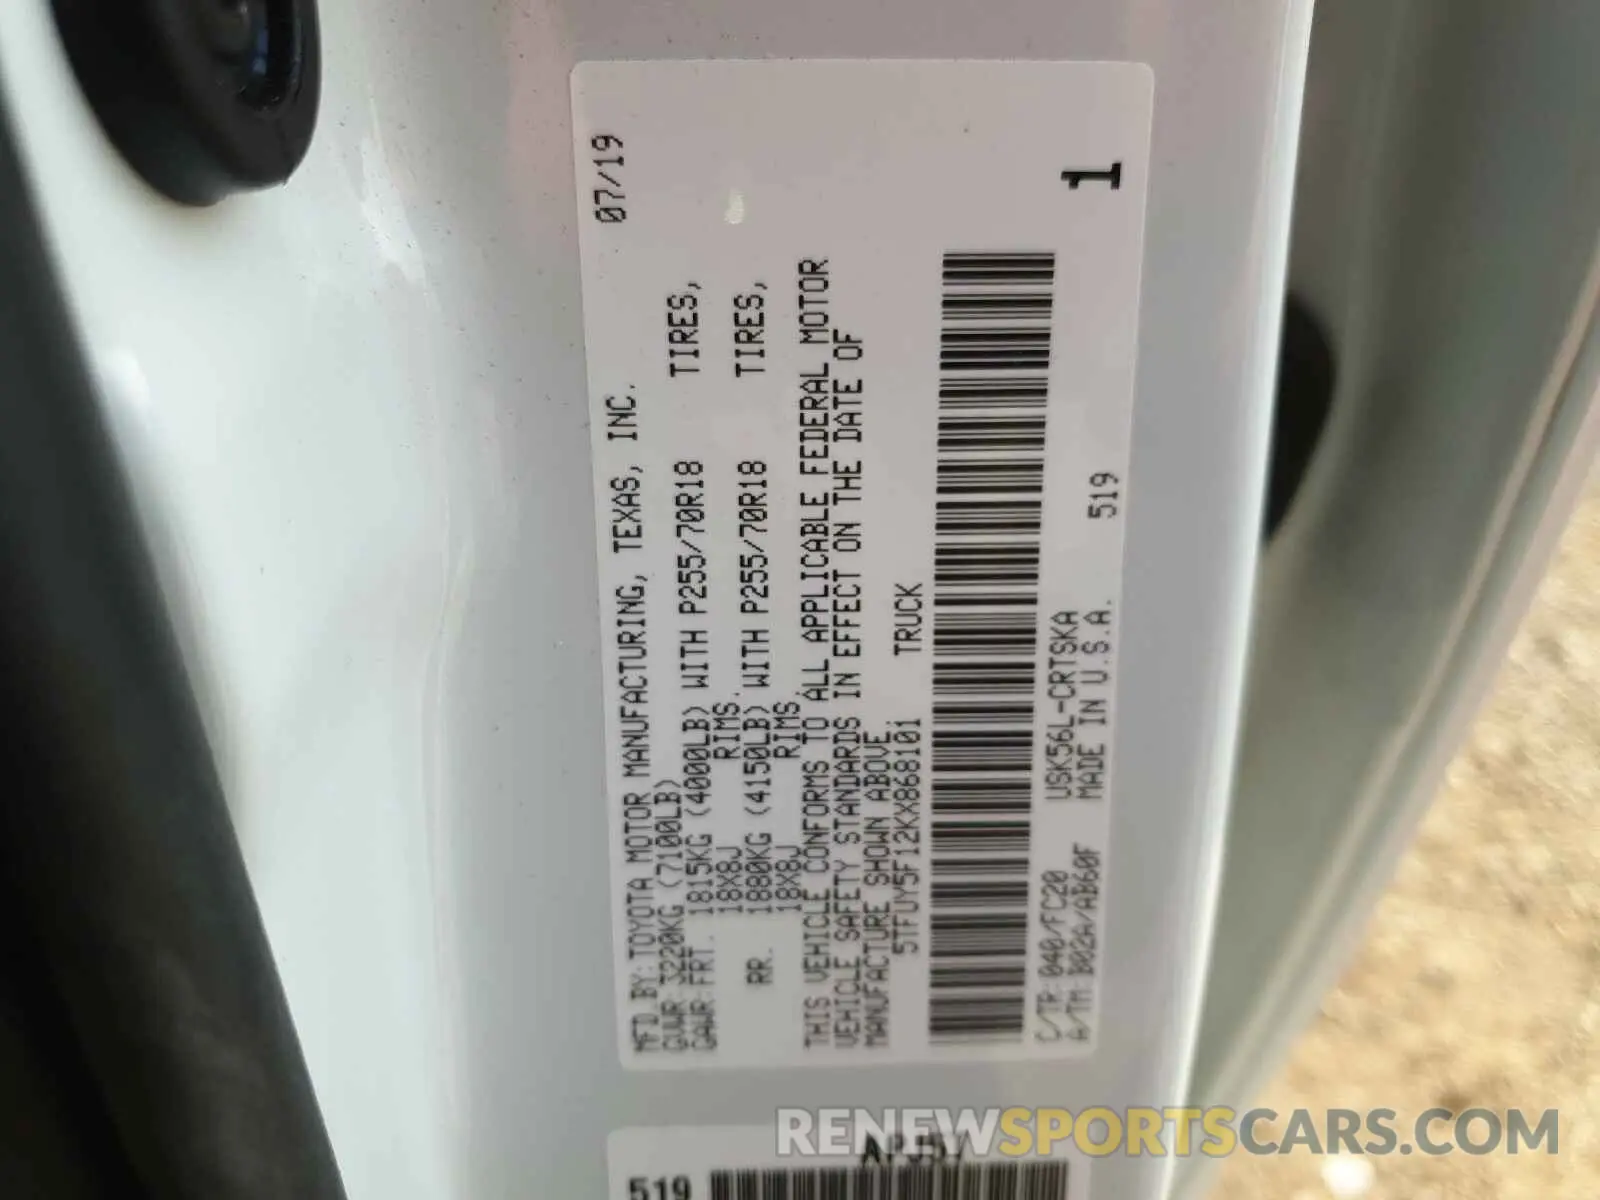 MFD BY: TOYOTA MOTOR MANUFACTURING, TEXAS, INC. 07/19
GVWR 3220KG (7100LB)
GAWR: FRT. 1815KG (4000LB) WITH P255/70R18 TIRES,
18X8J RIMS.
RR. 1880KG (4150LB) WITH P255/70R18 TIRES,
18X8J RIMS.
THIS VEHICLE CONFORMS TO ALL APPLICABLE FEDERAL MOTOR
VEHICLE SAFETY STANDARDS IN EFFECT ON THE DATE OF
MANUFACTURE SHOWN ABOVE.
5TFUY5F12KX868101 TRUCK
1
C/TR: 040/FC20 USK56L-CRTSKA
A/TM: B02A/AB60F MADE IN U.S.A. 519
519
RENEWSPORTSCARS.COM